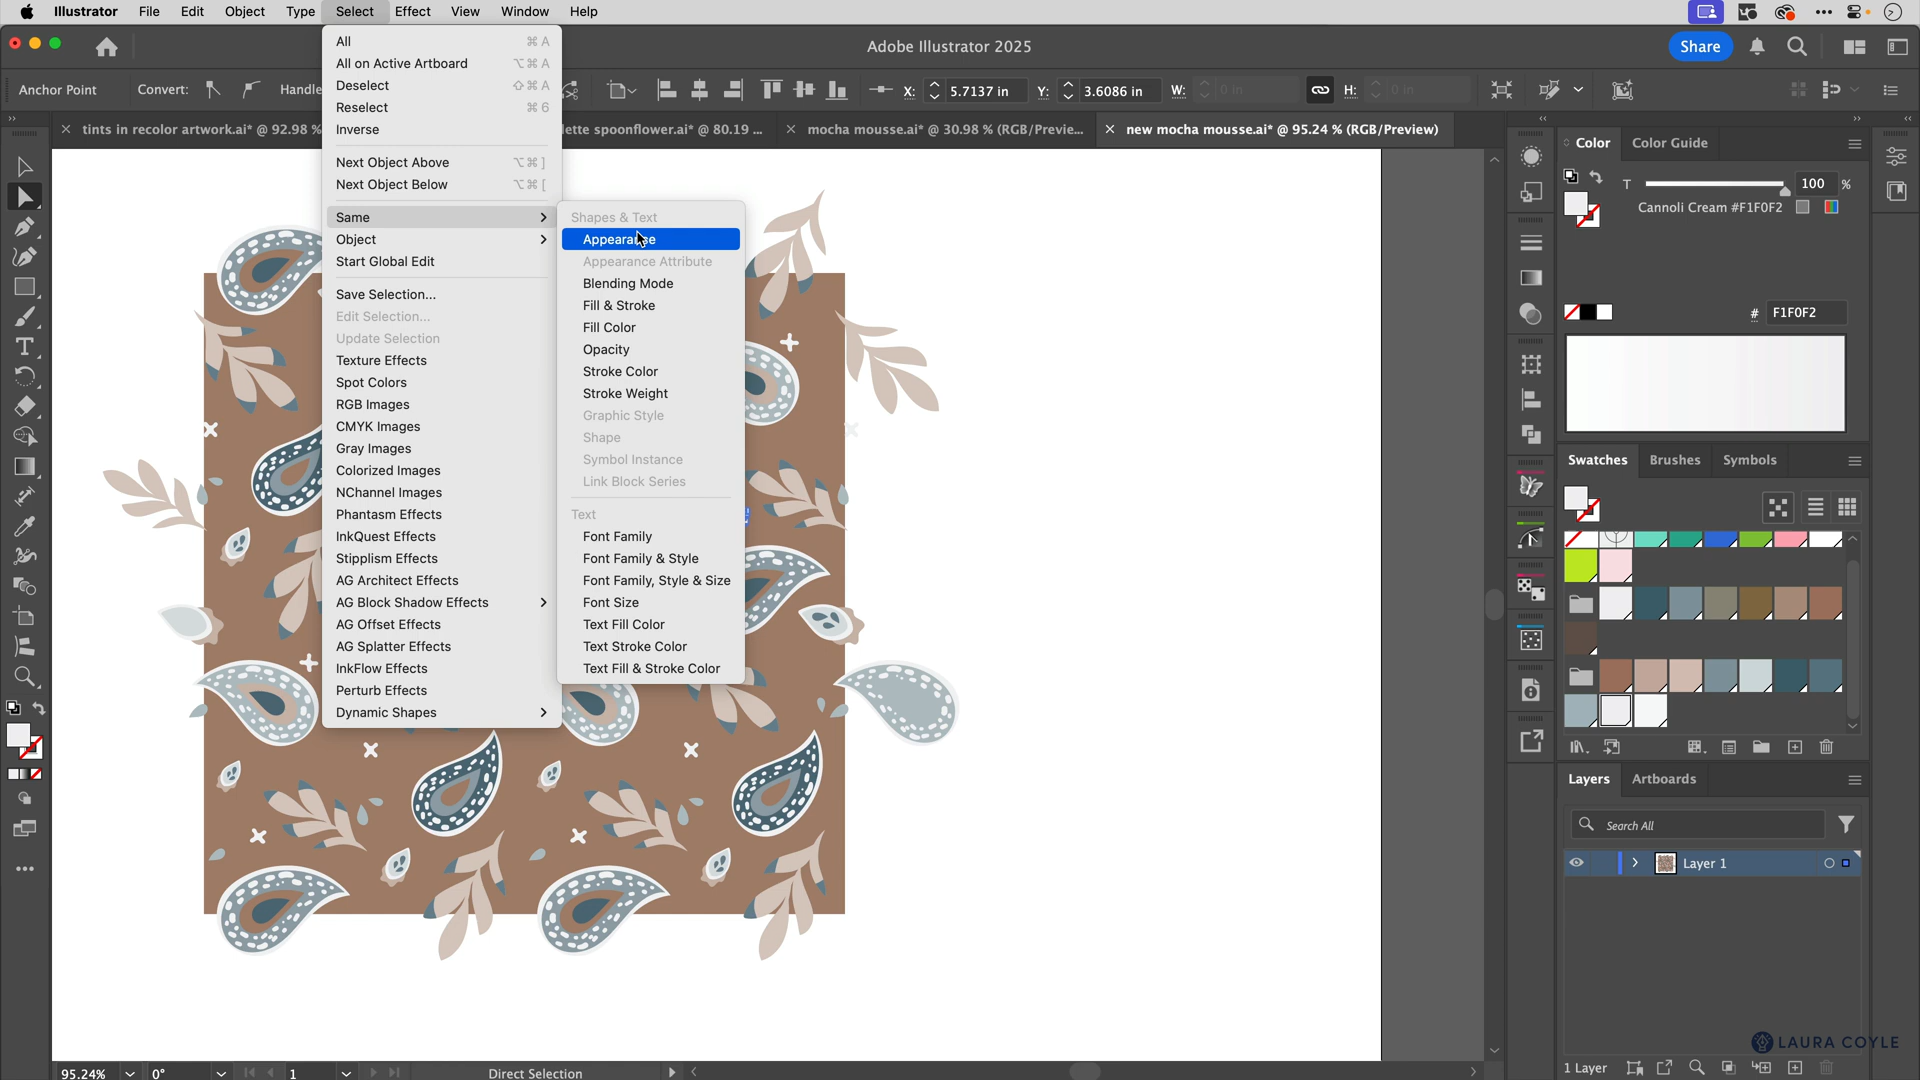 Illustrator File Edit Object Type Select Effect View Window Help
Adobe Illustrator 2025
Share
Anchor Point Convert: Handle X: 5.7137 in Y: 3.6086 in W: 0 in H: 0 in
tints in recolor artwork.ai* @ 92.98 %
lette spoonflower.ai* @ 80.19 ...
mocha mousse.ai* @ 30.98 % (RGB/Previe...
new mocha mousse.ai* @ 95.24 % (RGB/Preview)
All ⌘ A
All on Active Artboard ⌥⌘ A
Deselect ⇧⌘ A
Reselect ⌘ 6
Inverse
Next Object Above ⌥⌘ ]
Next Object Below ⌥⌘ [
Same
Object
Start Global Edit
Save Selection...
Edit Selection...
Update Selection
Texture Effects
Spot Colors
RGB Images
CMYK Images
Gray Images
Colorized Images
NChannel Images
Phantasm Effects
InkQuest Effects
Stipplism Effects
AG Architect Effects
AG Block Shadow Effects
AG Offset Effects
AG Splatter Effects
InkFlow Effects
Perturb Effects
Dynamic Shapes
Shapes & Text
Appearance
Appearance Attribute
Blending Mode
Fill & Stroke
Fill Color
Opacity
Stroke Color
Stroke Weight
Graphic Style
Shape
Symbol Instance
Link Block Series
Text
Font Family
Font Family & Style
Font Family, Style & Size
Font Size
Text Fill Color
Text Stroke Color
Text Fill & Stroke Color
Color Color Guide
T 100 %
Cannoli Cream #F1F0F2
# F1F0F2
Swatches Brushes Symbols
Layers Artboards
Search All
Layer 1
LAURA COYLE
1 Layer
95.24% 0° 1 Direct Selection